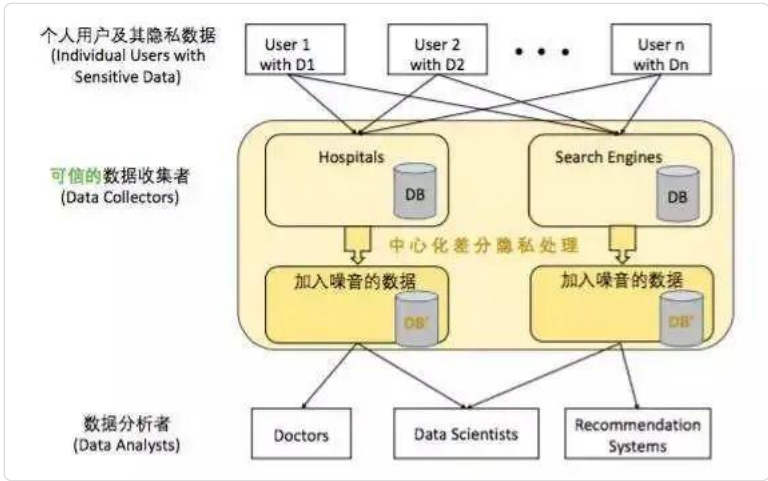 个人用户及其隐私数据
(Individual Users with
Sensitive Data)
User 1
with D1
User 2
with D2
• • •
User n
with Dn
可信的数据收集者
(Data Collectors)
Hospitals
DB
Search Engines
DB
中心化差分隐私处理
加入噪音的数据
DB'
加入噪音的数据
DB'
数据分析者
(Data Analysts)
Doctors
Data Scientists
Recommendation
Systems